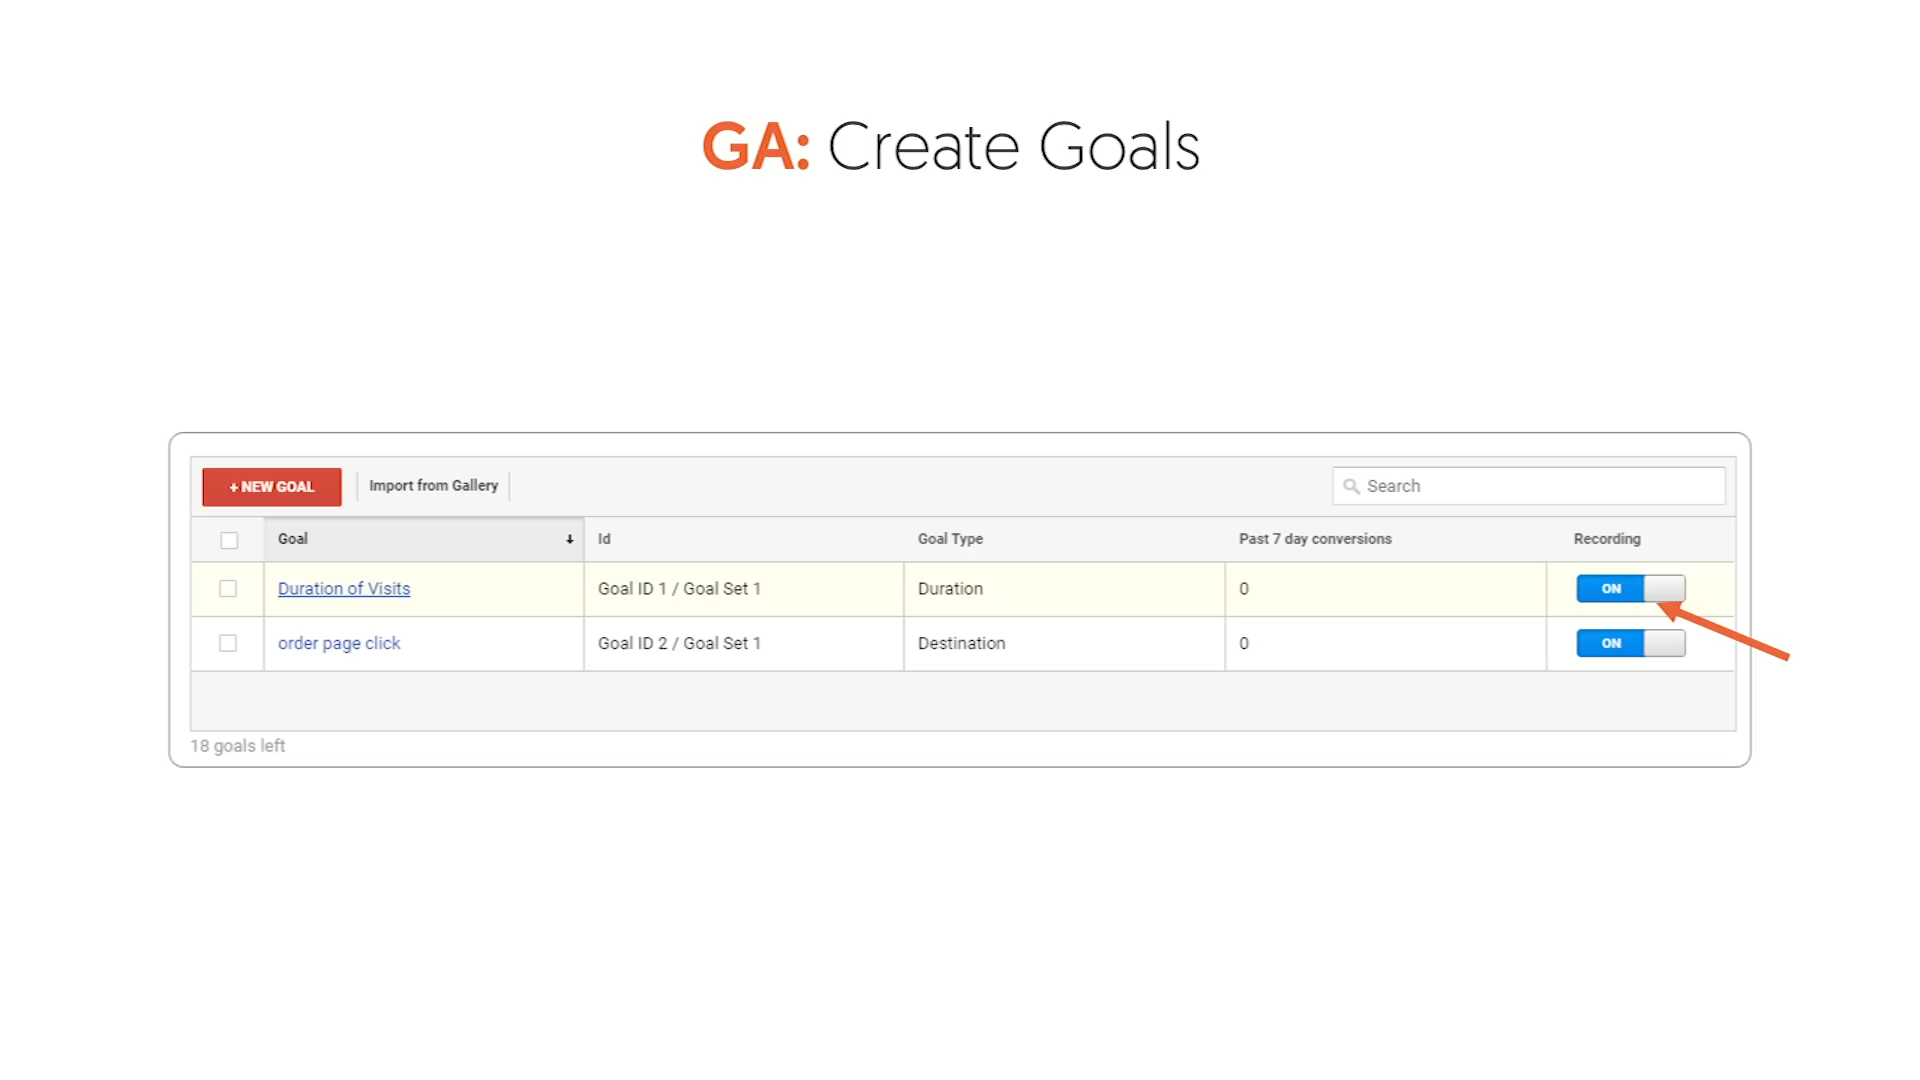 GA: Create Goals
+ NEW GOAL Import from Gallery Search
Goal Id Goal Type Past 7 day conversions Recording
Duration of Visits Goal ID 1 / Goal Set 1 Duration 0 ON
order page click Goal ID 2 / Goal Set 1 Destination 0 ON
18 goals left